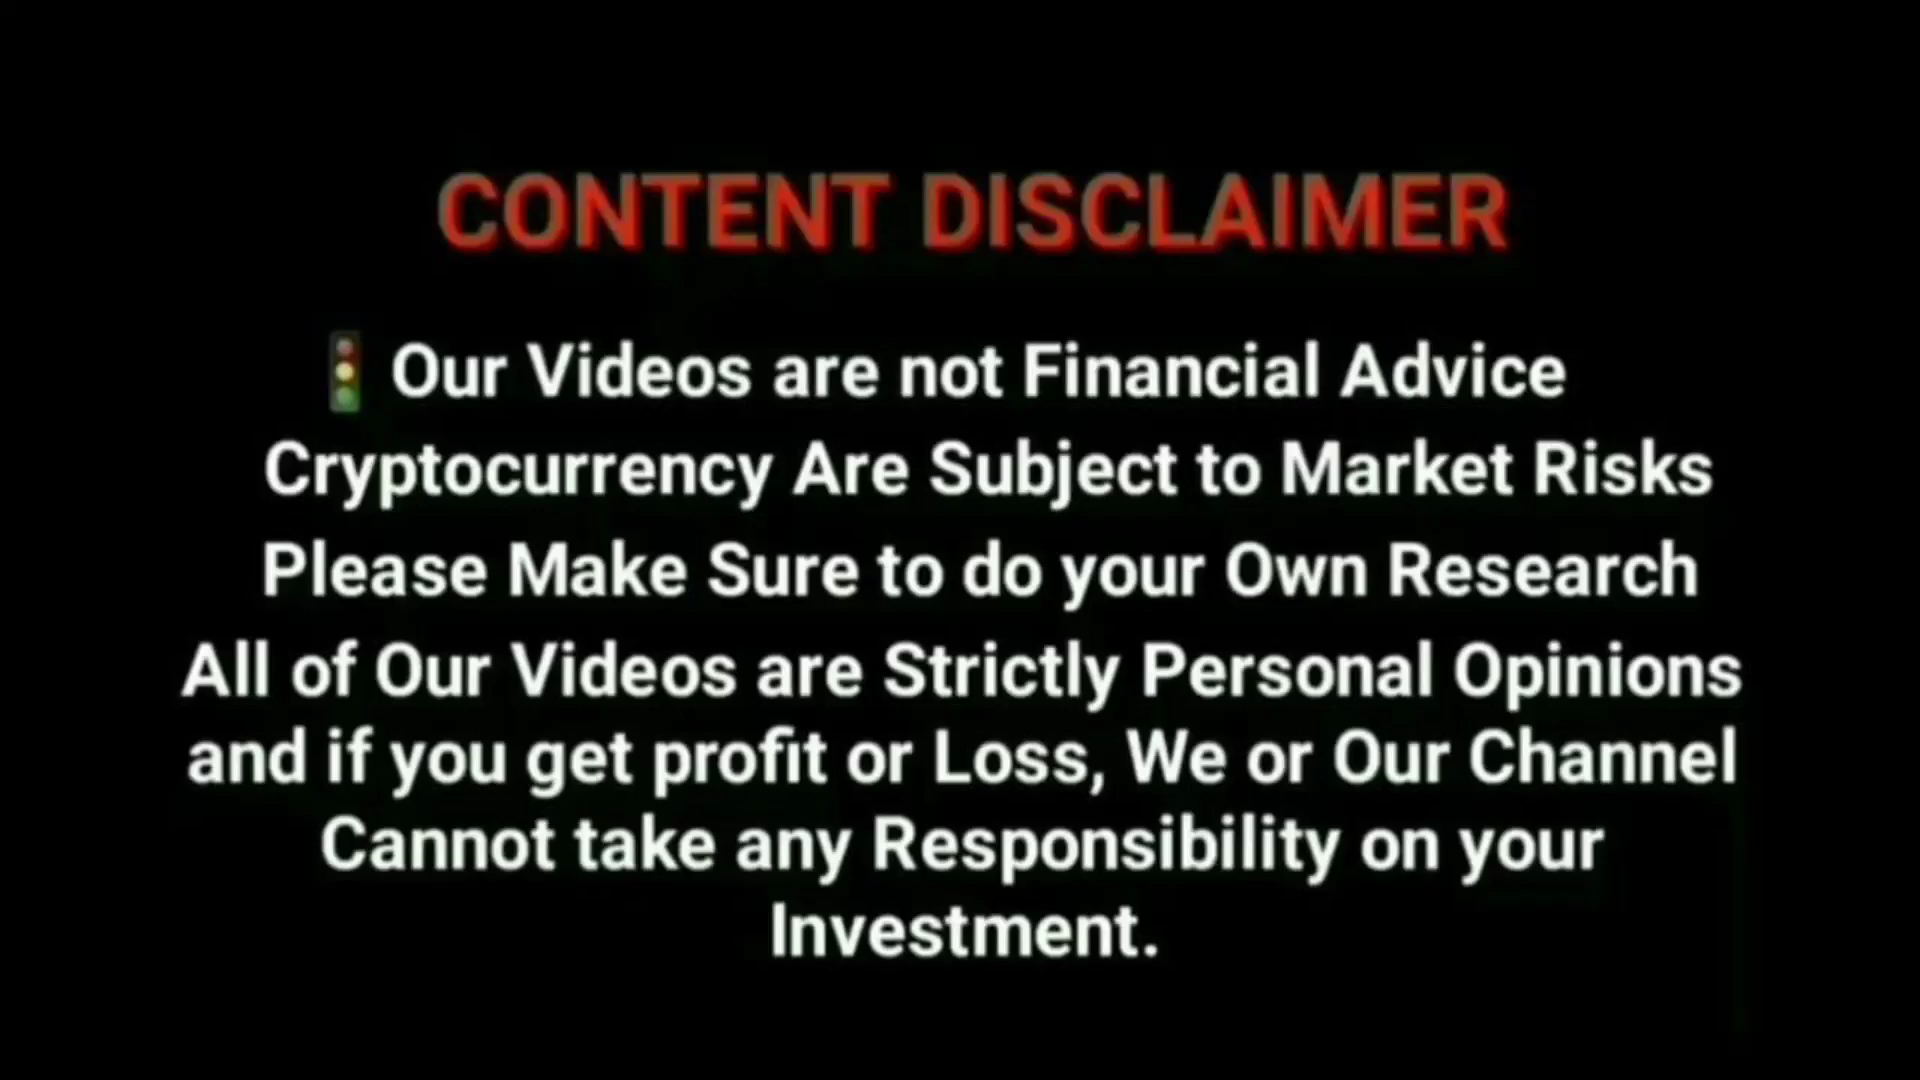 CONTENT DISCLAIMER
🚦 Our Videos are not Financial Advice
Cryptocurrency Are Subject to Market Risks
Please Make Sure to do your Own Research
All of Our Videos are Strictly Personal Opinions
and if you get profit or Loss, We or Our Channel
Cannot take any Responsibility on your
Investment.